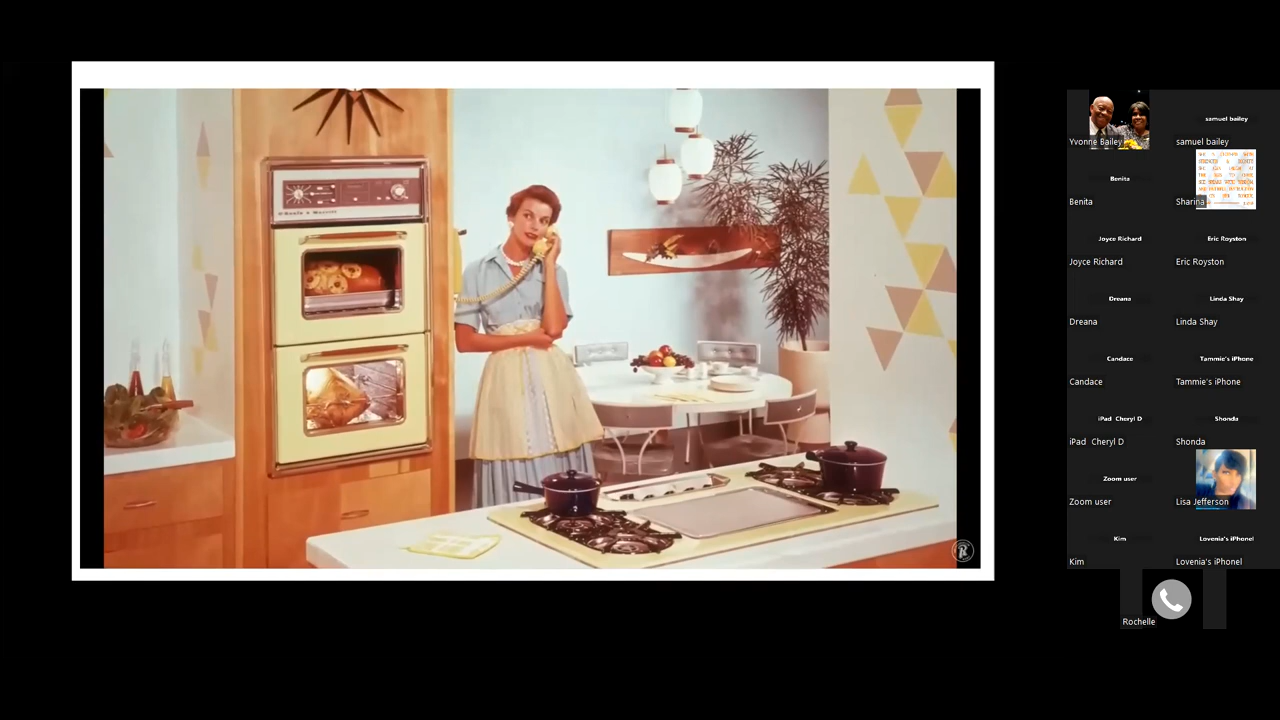 O'Keefe & Merritt
R
Yvonne Bailey
samuel bailey
samuel bailey
Benita
Benita
Sharina
Joyce Richard
Joyce Richard
Eric Royston
Eric Royston
Dreana
Dreana
Linda Shay
Linda Shay
Candace
Candace
Tammie's iPhone
Tammie's iPhone
iPad Cheryl D
iPad Cheryl D
Shonda
Shonda
Zoom user
Zoom user
Lisa Jefferson
Kim
Kim
Lovenia's iPhonel
Lovenia's iPhonel
Rochelle